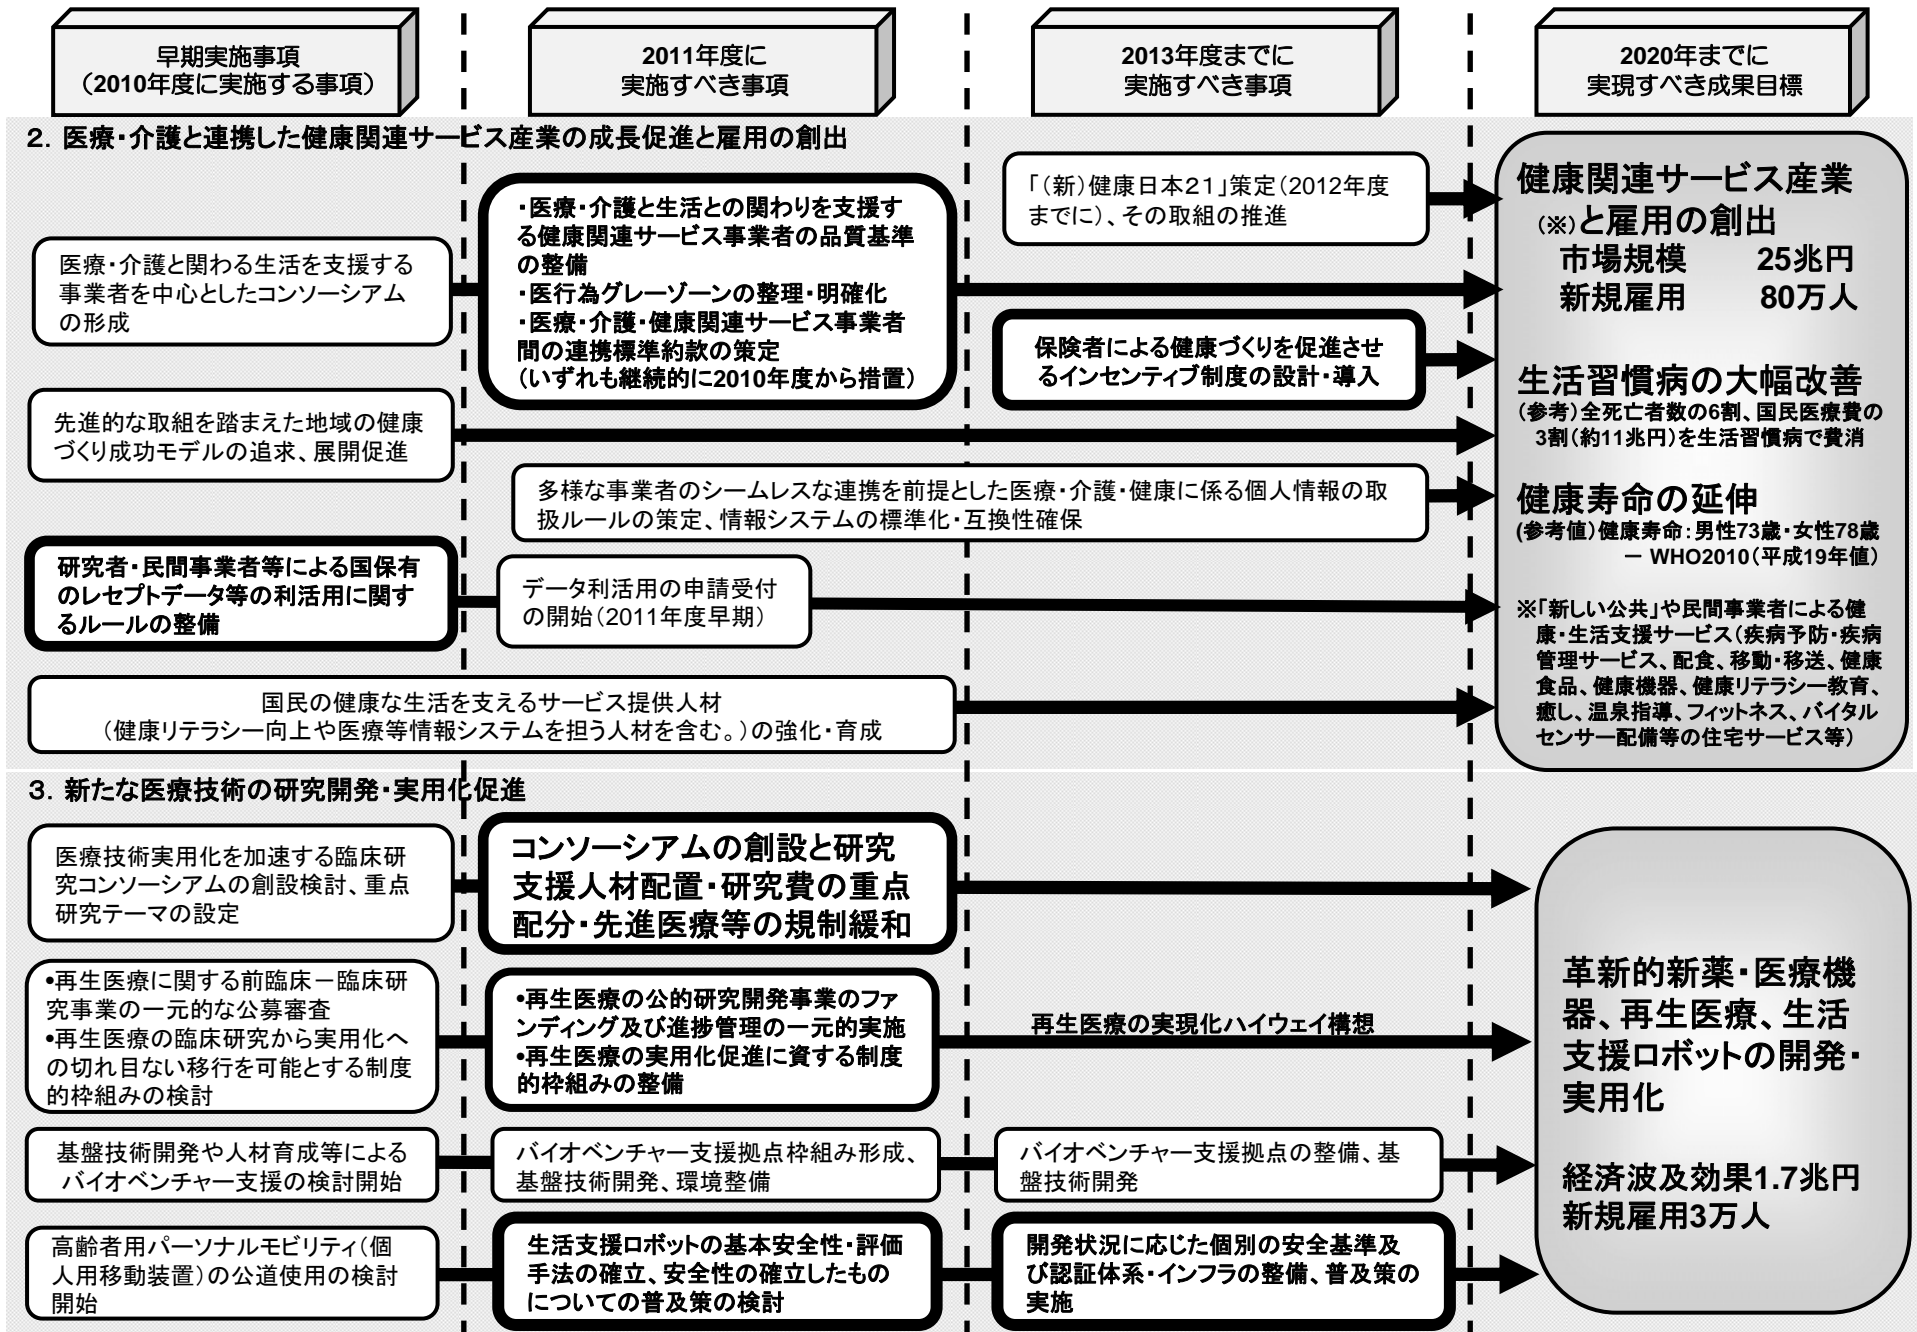 早期実施事項
（2010年度に実施する事項）
2011年度に
実施すべき事項
2013年度までに
実施すべき事項
2020年までに
実現すべき成果目標
２．医療・介護と連携した健康関連サービス産業の成長促進と雇用の創出
医療・介護と関わる生活を支援する
事業者を中心としたコンソーシアム
の形成
・医療・介護と生活との関わりを支援す
る健康関連サービス事業者の品質基準
の整備
・医行為グレーゾーンの整理・明確化
・医療・介護・健康関連サービス事業者
間の連携標準約款の策定
（いずれも継続的に2010年度から措置）
「（新）健康日本２１」策定（2012年度
までに）、その取組の推進
保険者による健康づくりを促進させ
るインセンティブ制度の設計・導入
先進的な取組を踏まえた地域の健康
づくり成功モデルの追求、展開促進
多様な事業者のシームレスな連携を前提とした医療・介護・健康に係る個人情報の取
扱ルールの策定、情報システムの標準化・互換性確保
研究者・民間事業者等による国保有
のレセプトデータ等の利活用に関す
るルールの整備
データ利活用の申請受付
の開始（2011年度早期）
国民の健康な生活を支えるサービス提供人材
（健康リテラシー向上や医療等情報システムを担う人材を含む。）の強化・育成
健康関連サービス産業
（※）と雇用の創出
市場規模 25兆円
新規雇用 80万人
生活習慣病の大幅改善
（参考）全死亡者数の6割、国民医療費の
3割（約11兆円）を生活習慣病で費消
健康寿命の延伸
(参考値）健康寿命：男性73歳・女性78歳
－ WHO2010（平成19年値）
※「新しい公共」や民間事業者による健
康・生活支援サービス（疾病予防・疾病
管理サービス、配食、移動・移送、健康
食品、健康機器、健康リテラシー教育、
癒し、温泉指導、フィットネス、バイタル
センサー配備等の住宅サービス等）
３．新たな医療技術の研究開発・実用化促進
医療技術実用化を加速する臨床研
究コンソーシアムの創設検討、重点
研究テーマの設定
コンソーシアムの創設と研究
支援人材配置・研究費の重点
配分・先進医療等の規制緩和
•再生医療に関する前臨床－臨床研
究事業の一元的な公募審査
•再生医療の臨床研究から実用化へ
の切れ目ない移行を可能とする制度
的枠組みの検討
•再生医療の公的研究開発事業のファ
ンディング及び進捗管理の一元的実施
•再生医療の実用化促進に資する制度
的枠組みの整備
再生医療の実現化ハイウェイ構想
基盤技術開発や人材育成等による
バイオベンチャー支援の検討開始
バイオベンチャー支援拠点枠組み形成、
基盤技術開発、環境整備
バイオベンチャー支援拠点の整備、基
盤技術開発
高齢者用パーソナルモビリティ（個
人用移動装置）の公道使用の検討
開始
生活支援ロボットの基本安全性・評価
手法の確立、安全性の確立したもの
についての普及策の検討
開発状況に応じた個別の安全基準及
び認証体系・インフラの整備、普及策の
実施
革新的新薬・医療機
器、再生医療、生活
支援ロボットの開発・
実用化
経済波及効果1.7兆円
新規雇用3万人